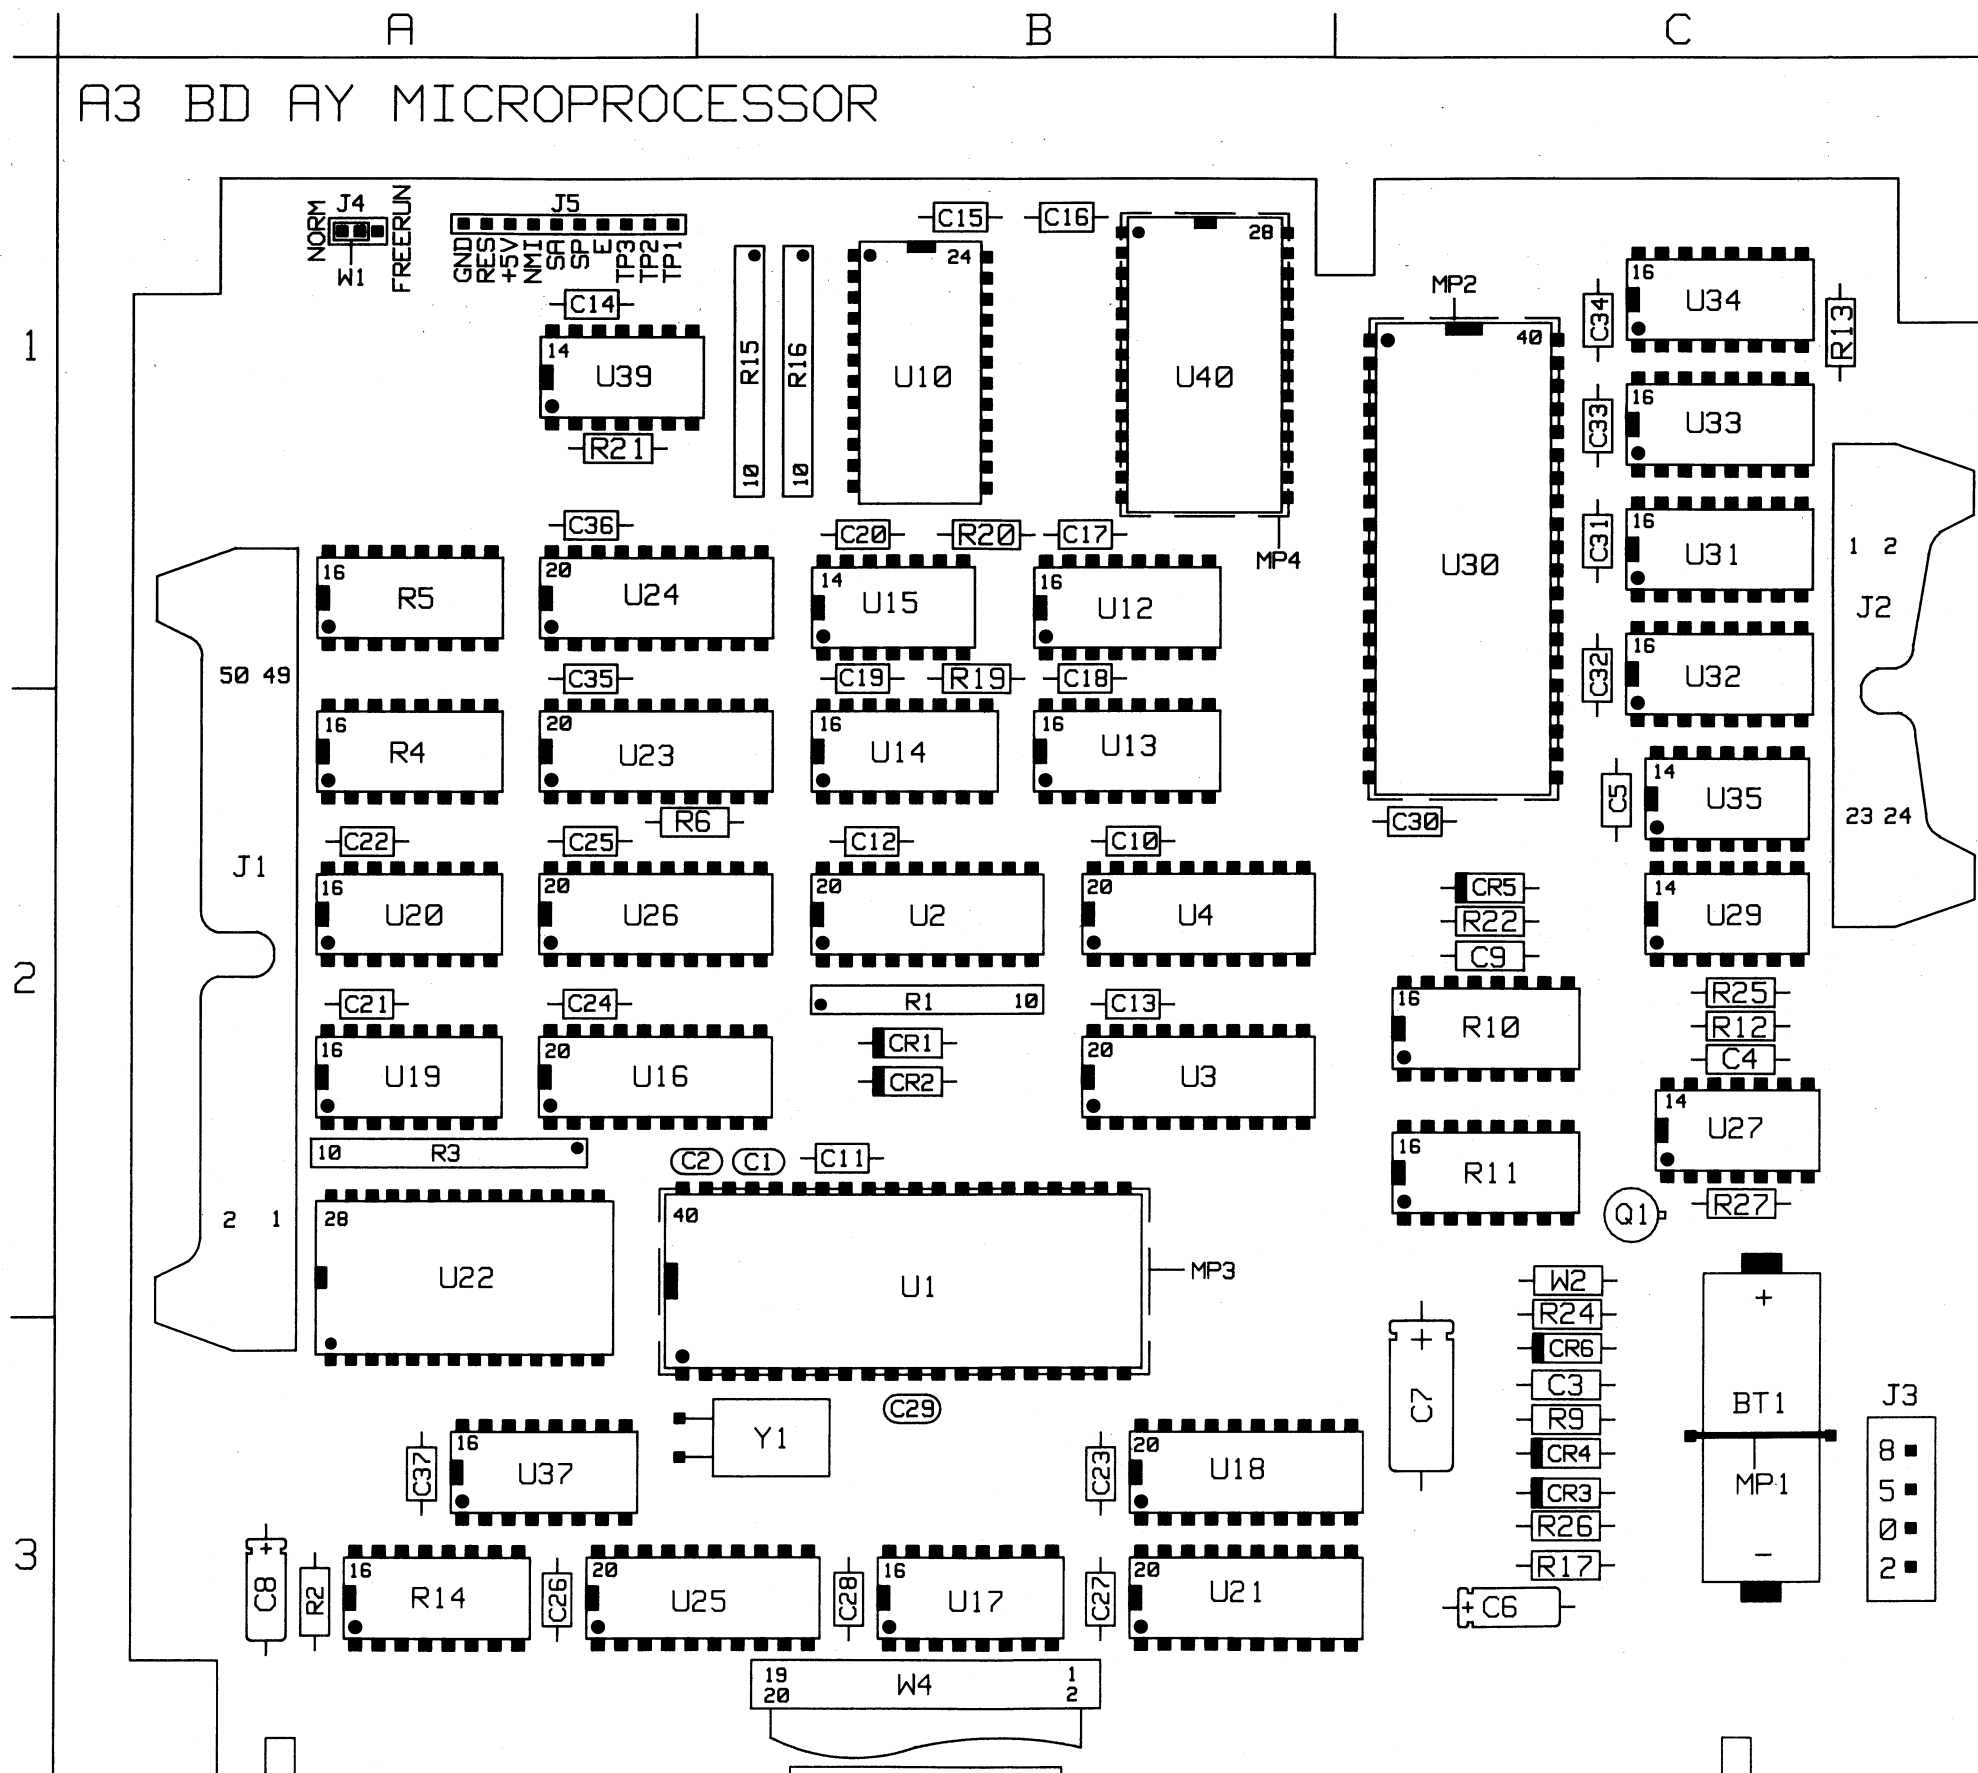 A B C
A3 BD AY MICROPROCESSOR
NORM J4 FREERUN J5 C15 C16
W1
GND RES +5V NMI SA SP E TP3 TP2 TP1
28
24
16
MP2
C14 U34 C34 R13
1
14 U39 R15 R16 U10 U40 40
16 U33 C33
R21
10 10
C36 C20 R20 C17 MP4
16 U31 C31 1 2
U30
16 R5 20 U24 14 U15 16 U12 J2
50 49 C35 C19 R19 C18
16 U32 C32
16 R4 20 U23 16 U14 16 U13
14 U35 C5
R6 C30 23 24
C22 C25 C12 C10
J1
16 U20 20 U26 20 U2 20 U4 CR5 14 U29
R22
C9
2
C21 C24 R1 10 C13 16 R10 R25
CR1 R12
16 U19 20 U16 CR2 20 U3 C4
14 U27
10 R3 C2 C1 C11 16 R11
R27
2 1 28 U22 40 U1 MP3 Q1
W2
R24
+
+ CR6
C7 C3
C29 R9 BT1 J3
C37 16 U37 Y1 C23 20 U18 CR4 8
MP1
CR3 5
R26 0
3
+ C8 R2 16 R14 C26 20 U25 C28 16 U17 C27 20 U21 R17 − 2
+ C6
19 W4 1
20 2